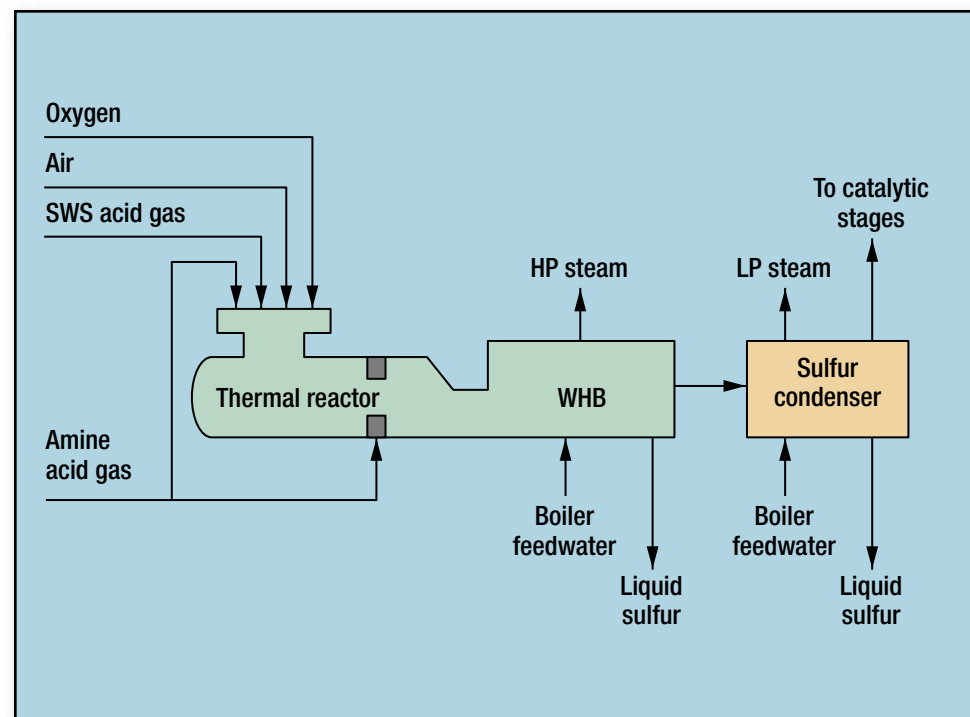 Oxygen
Air
SWS acid gas
To catalytic
stages
HP steam
LP steam
Thermal reactor
WHB
Sulfur
condenser
Amine
acid gas
Boiler
feedwater
Boiler
feedwater
Liquid
sulfur
Liquid
sulfur